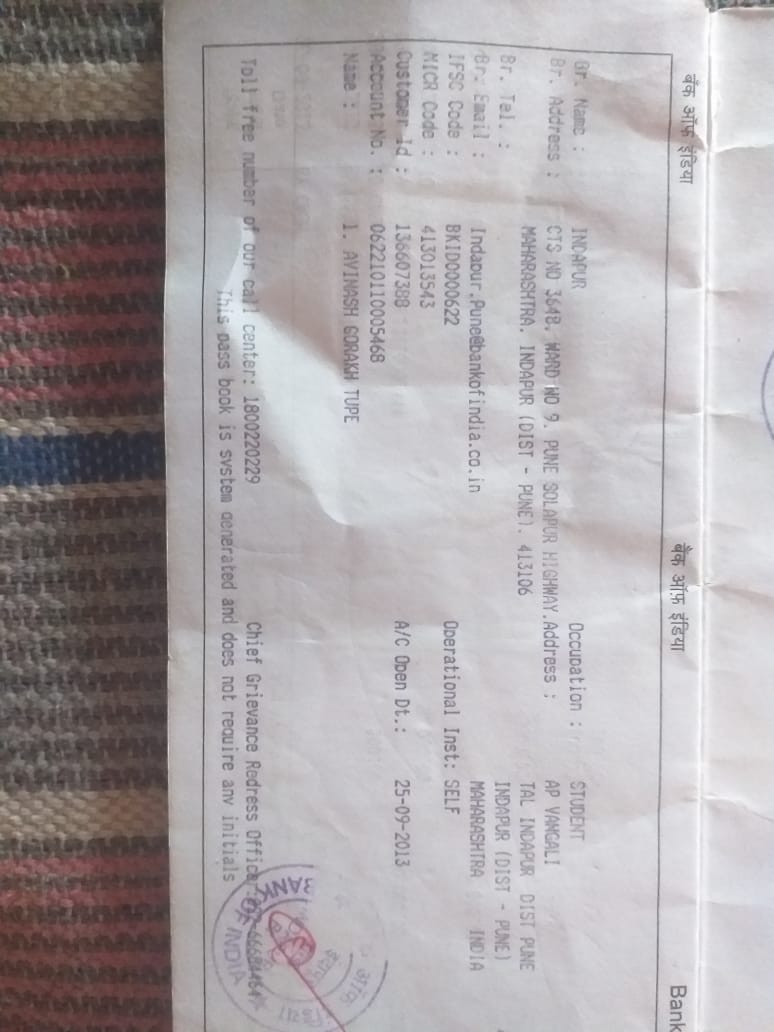 बँक ऑफ़ इंडिया बैंक ऑफ़ इंडिया Bank
Br. Name : INDAPUR Occupation : STUDENT
Br. Address : CTS NO 3648, WARD NO 9, PUNE SOLAPUR HIGHWAY, Address : AP VANGALI
MAHARASHTRA, INDAPUR (DIST - PUNE), 413106 TAL INDAPUR DIST PUNE
Br. Tel. : INDAPUR (DIST - PUNE)
Br. Email : Indapur.Pune@bankofindia.co.in MAHARASHTRA INDIA
IFSC Code : BKID0000622 Operational Inst: SELF
MICR Code : 413013543
Customer Id : 136607388 A/C Open Dt.: 25-09-2013
Account No. : 062210110005468
Name : 1. AVINASH GORAKH TUPE
Toll free number of our call center: 1800220229 Chief Grievance Redress Officer
This pass book is system generated and does not require any initials
ऑफ इंडिया
BANK OF INDIA